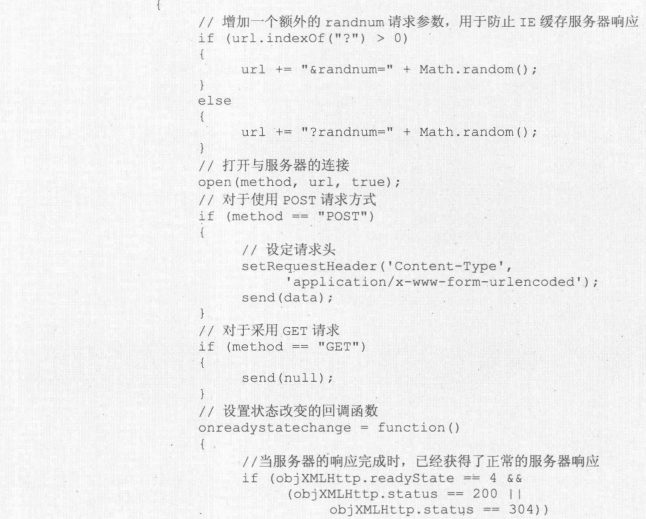 {
// 增加一个额外的 randnum 请求参数，用于防止 IE 缓存服务器响应
if (url.indexOf("?") > 0)
{
url += "&randnum=" + Math.random();
}
else
{
url += "?randnum=" + Math.random();
}
// 打开与服务器的连接
open(method, url, true);
// 对于使用 POST 请求方式
if (method == "POST")
{
// 设定请求头
setRequestHeader('Content-Type',
'application/x-www-form-urlencoded');
send(data);
}
// 对于采用 GET 请求
if (method == "GET")
{
send(null);
}
// 设置状态改变的回调函数
onreadystatechange = function()
{
//当服务器的响应完成时，已经获得了正常的服务器响应
if (objXMLHttp.readyState == 4 &&
(objXMLHttp.status == 200 ||
objXMLHttp.status == 304))